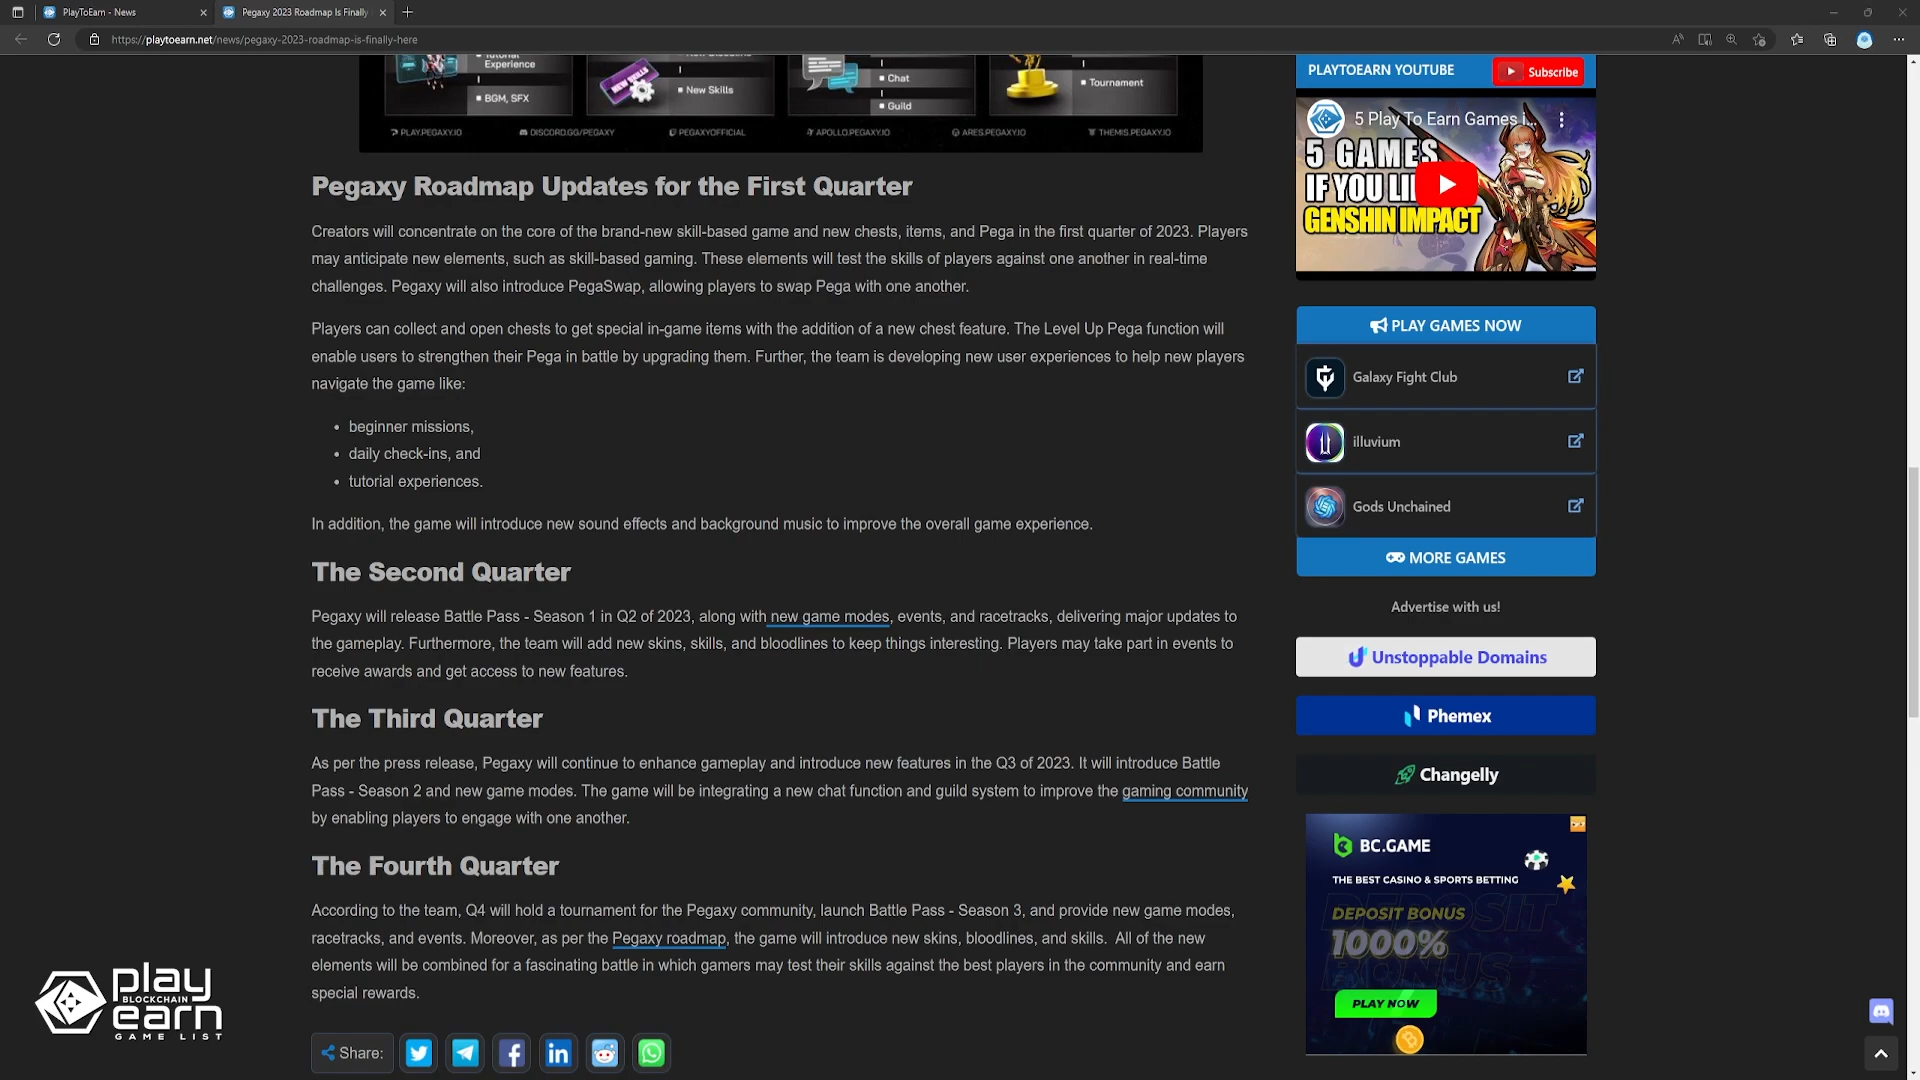 PlayToEarn - News
Pegaxy 2023 Roadmap Is Finally
https://playtoearn.net/news/pegaxy-2023-roadmap-is-finally-here
Experience
BGM, SFX
NEW SKILLS
New Skills
Chat
Guild
Tournament
PLAY.PEGAXY.IO
DISCORD.GG/PEGAXY
PEGAXYOFFICIAL
APOLLO.PEGAXY.IO
ARES.PEGAXY.IO
THEMIS.PEGAXY.IO
Pegaxy Roadmap Updates for the First Quarter
Creators will concentrate on the core of the brand-new skill-based game and new chests, items, and Pega in the first quarter of 2023. Players
may anticipate new elements, such as skill-based gaming. These elements will test the skills of players against one another in real-time
challenges. Pegaxy will also introduce PegaSwap, allowing players to swap Pega with one another.
Players can collect and open chests to get special in-game items with the addition of a new chest feature. The Level Up Pega function will
enable users to strengthen their Pega in battle by upgrading them. Further, the team is developing new user experiences to help new players
navigate the game like:
• beginner missions,
• daily check-ins, and
• tutorial experiences.
In addition, the game will introduce new sound effects and background music to improve the overall game experience.
The Second Quarter
Pegaxy will release Battle Pass - Season 1 in Q2 of 2023, along with new game modes, events, and racetracks, delivering major updates to
the gameplay. Furthermore, the team will add new skins, skills, and bloodlines to keep things interesting. Players may take part in events to
receive awards and get access to new features.
The Third Quarter
As per the press release, Pegaxy will continue to enhance gameplay and introduce new features in the Q3 of 2023. It will introduce Battle
Pass - Season 2 and new game modes. The game will be integrating a new chat function and guild system to improve the gaming community
by enabling players to engage with one another.
The Fourth Quarter
According to the team, Q4 will hold a tournament for the Pegaxy community, launch Battle Pass - Season 3, and provide new game modes,
racetracks, and events. Moreover, as per the Pegaxy roadmap, the game will introduce new skins, bloodlines, and skills. All of the new
elements will be combined for a fascinating battle in which gamers may test their skills against the best players in the community and earn
special rewards.
Share:
PLAYTOEARN YOUTUBE
Subscribe
5 Play To Earn Games i...
5 GAMES
IF YOU LI
GENSHIN IMPACT
PLAY GAMES NOW
Galaxy Fight Club
illuvium
Gods Unchained
MORE GAMES
Advertise with us!
Unstoppable Domains
Phemex
Changelly
BC.GAME
THE BEST CASINO & SPORTS BETTING
DEPOSIT BONUS
1000%
PLAY NOW
play
BLOCKCHAIN
earn
GAME LIST